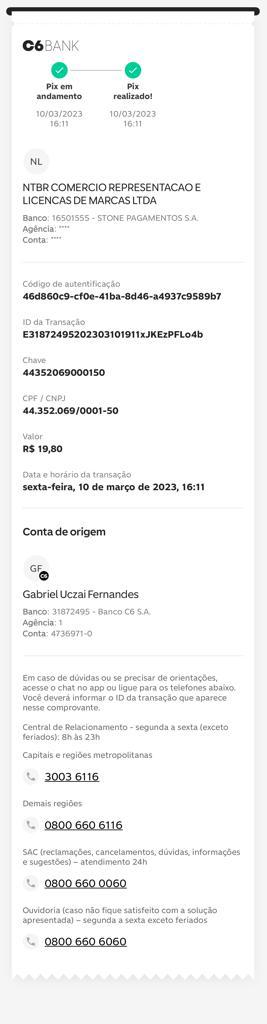 C6BANK
Pix em andamento
Pix realizado!
10/03/2023 16:11
10/03/2023 16:11
NL
NTBR COMERCIO REPRESENTACAO E
LICENCAS DE MARCAS LTDA
Banco: 16501555 - STONE PAGAMENTOS S.A.
Agência: ****
Conta: ****
Código de autentificação
46d860c9-cf0e-41ba-8d46-a4937c9589b7
ID da Transação
E31872495202303101911xJKEzPFLo4b
Chave
44352069000150
CPF / CNPJ
44.352.069/0001-50
Valor
R$ 19,80
Data e horário da transação
sexta-feira, 10 de março de 2023, 16:11
Conta de origem
GF
C6
Gabriel Uczai Fernandes
Banco: 31872495 - Banco C6 S.A.
Agência: 1
Conta: 4736971-0
Em caso de dúvidas ou se precisar de orientações,
acesse o chat no app ou ligue para os telefones abaixo.
Você deverá informar o ID da transação que aparece
nesse comprovante.
Central de Relacionamento - segunda a sexta (exceto
feriados): 8h às 23h
Capitais e regiões metropolitanas
3003 6116
Demais regiões
0800 660 6116
SAC (reclamações, cancelamentos, dúvidas, informações
e sugestões) – atendimento 24h
0800 660 0060
Ouvidoria (caso não fique satisfeito com a solução
apresentada) – segunda a sexta exceto feriados
0800 660 6060